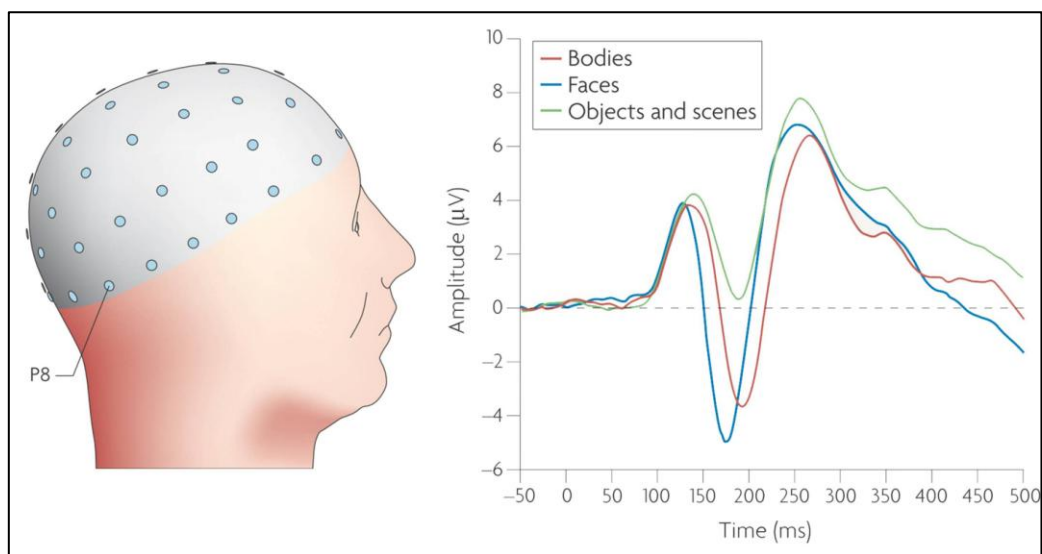 P8
Bodies
Faces
Objects and scenes
Amplitude (µV)
10
8
6
4
2
0
−2
−4
−6
−50 0 50 100 150 200 250 300 350 400 450 500
Time (ms)